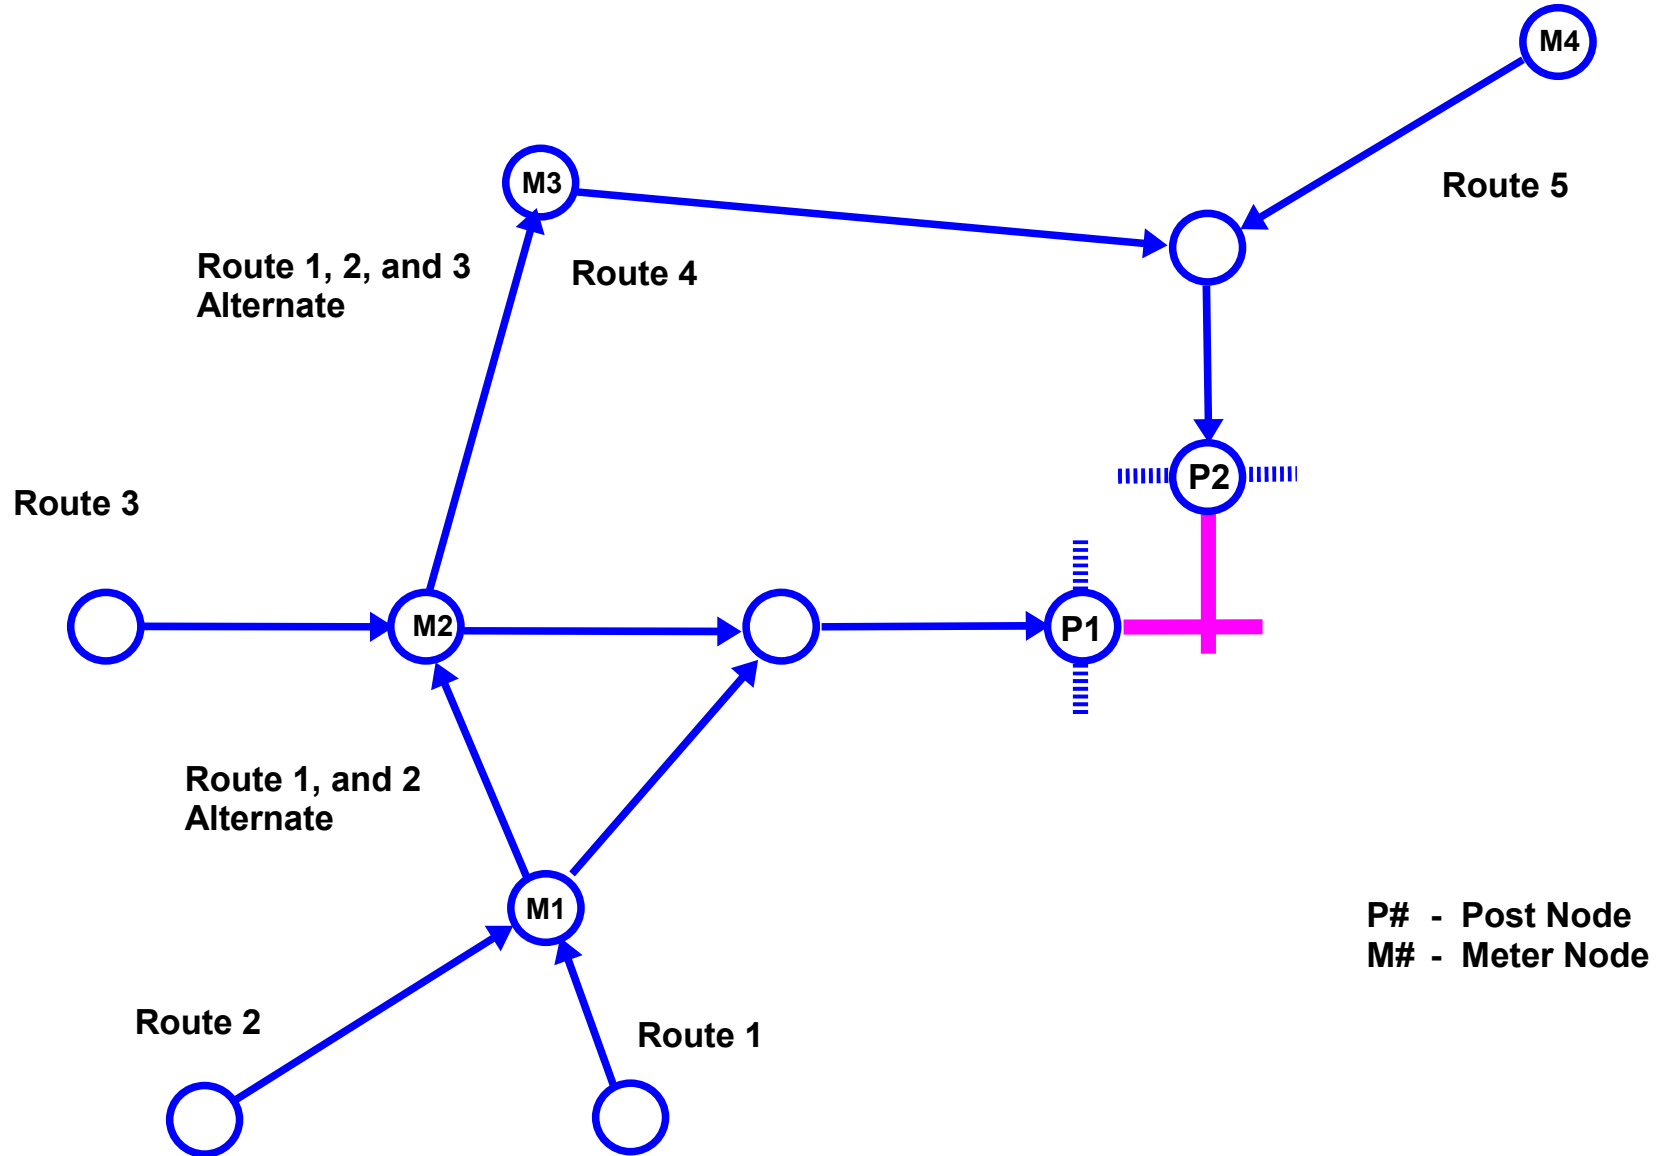 M4
M3
Route 5
Route 1, 2, and 3
Alternate
Route 4
P2
Route 3
M2
P1
Route 1, and 2
Alternate
M1
P# - Post Node
M# - Meter Node
Route 2
Route 1